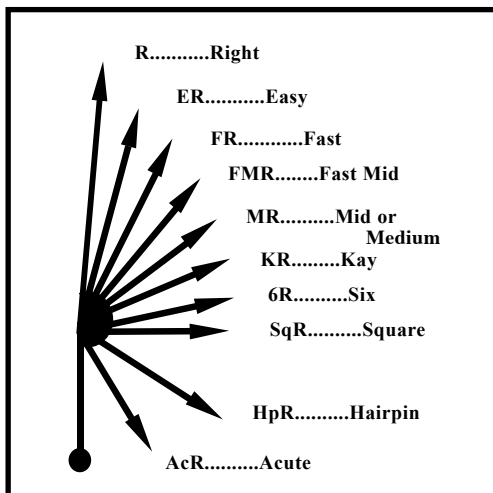 R...........Right
ER...........Easy
FR............Fast
FMR........Fast Mid
MR..........Mid or
Medium
KR.........Kay
6R..........Six
SqR..........Square
HpR..........Hairpin
AcR..........Acute